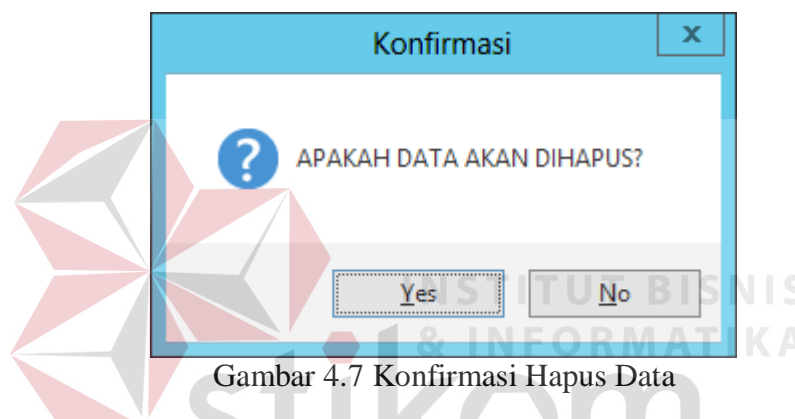 Konfirmasi
x
APAKAH DATA AKAN DIHAPUS?
Yes
No
INSTITUT BISNIS
& INFORMATIKA
stikom
Gambar 4.7 Konfirmasi Hapus Data